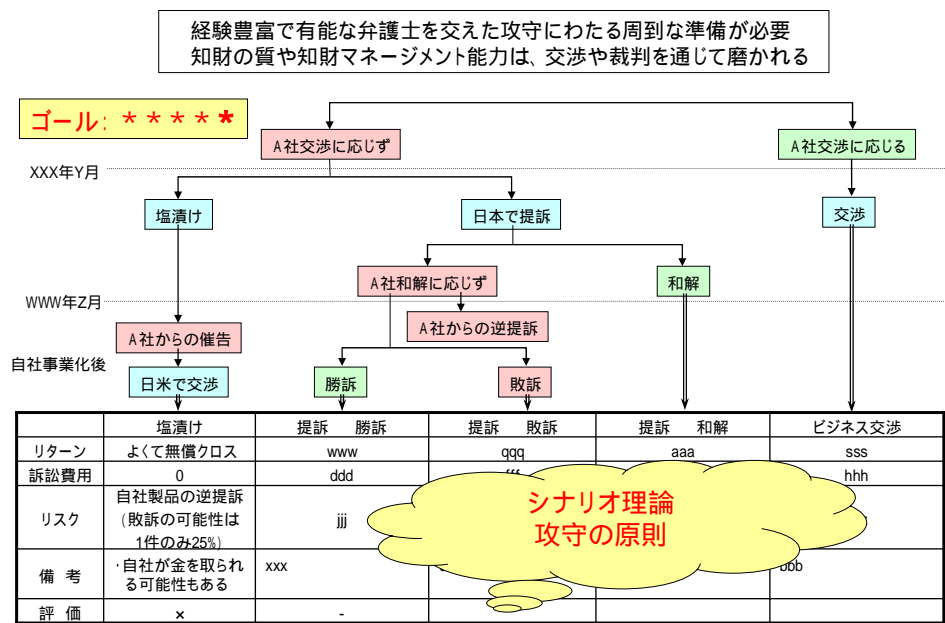 経験豊富で有能な弁護士を交えた攻守にわたる周到な準備が必要
知財の質や知財マネージメント能力は、交渉や裁判を通じて磨かれる
ゴール: *****
A社交渉に応じず
A社交渉に応じる
XXX年Y月
塩漬け
日本で提訴
交渉
A社和解に応じず
和解
WWW年Z月
A社からの催告
A社からの逆提訴
自社事業化後
日米で交渉
勝訴
敗訴
塩漬け 提訴 勝訴 提訴 敗訴 提訴 和解 ビジネス交渉
リターン よくて無償クロス www qqq aaa sss
訴訟費用 0 ddd hhh
リスク
自社製品の逆提訴
(敗訴の可能性は
1件のみ25%)
jjj
シナリオ理論
攻守の原則
備 考
・自社が金を取られ
る可能性もある
xxx
bbb
評 価 × -